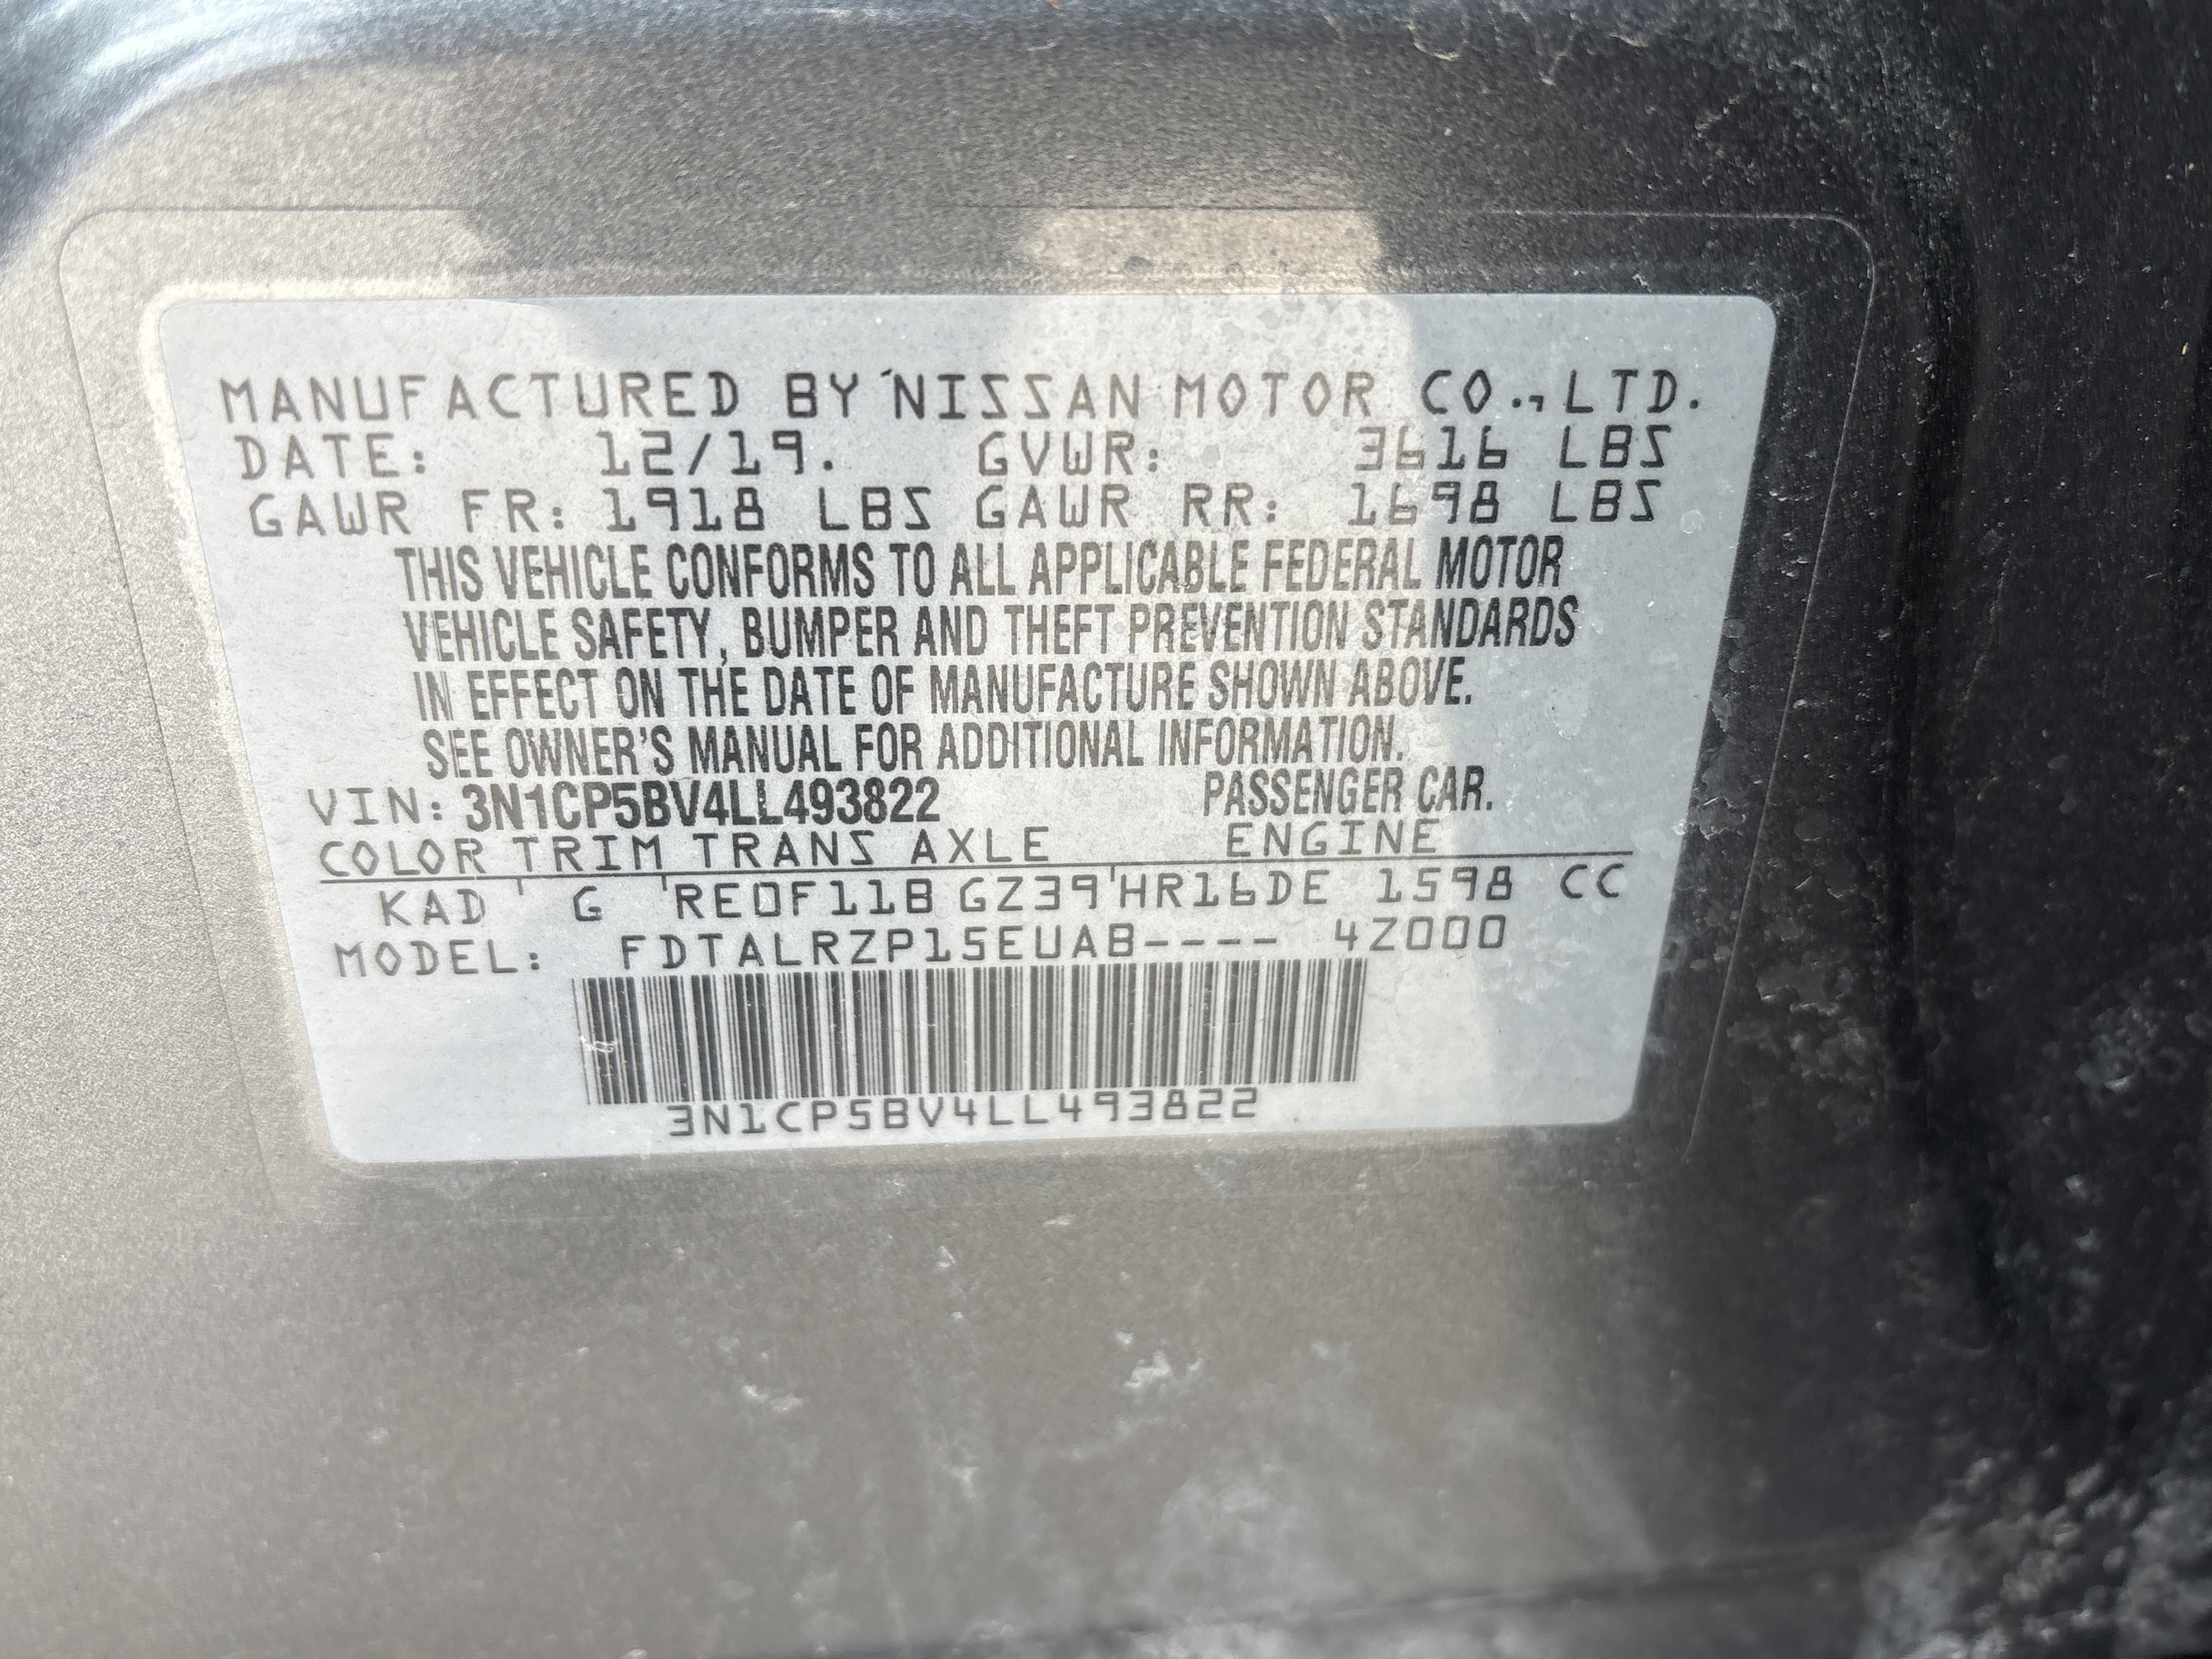 MANUFACTURED BY NISSAN MOTOR CO.,LTD.
DATE: 12/19. GVWR: 3616 LBS
GAWR FR: 1918 LBS GAWR RR: 1698 LBS
THIS VEHICLE CONFORMS TO ALL APPLICABLE FEDERAL MOTOR
VEHICLE SAFETY, BUMPER AND THEFT PREVENTION STANDARDS
IN EFFECT ON THE DATE OF MANUFACTURE SHOWN ABOVE.
SEE OWNER'S MANUAL FOR ADDITIONAL INFORMATION.
VIN: 3N1CP5BV4LL493822 PASSENGER CAR.
COLOR TRIM TRANS AXLE ENGINE
KAD G RE0F11B GZ39 HR16DE 1598 CC
MODEL: FDTALRZP15EUAB---- 4Z000
3N1CP5BV4LL493822